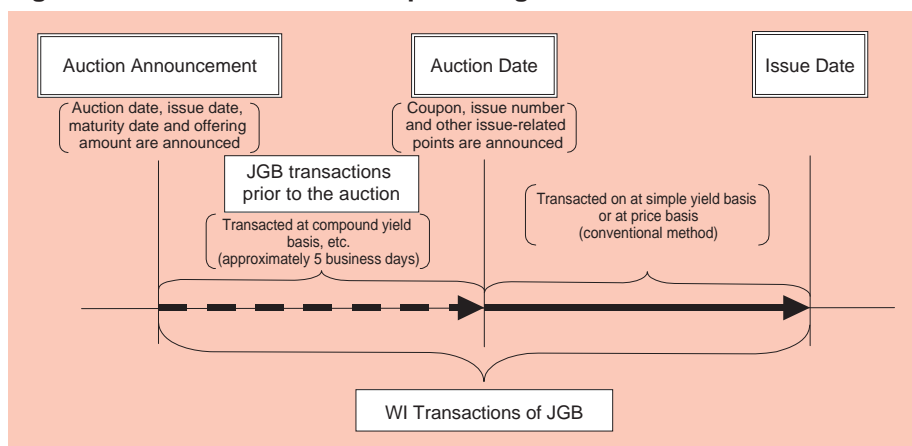 Auction Announcement
Auction Date
Issue Date
Auction date, issue date,
maturity date and offering
amount are announced
Coupon, issue number
and other issue-related
points are announced
JGB transactions
prior to the auction
Transacted at compound yield
basis, etc.
(approximately 5 business days)
Transacted on at simple yield basis
or at price basis
(conventional method)
WI Transactions of JGB